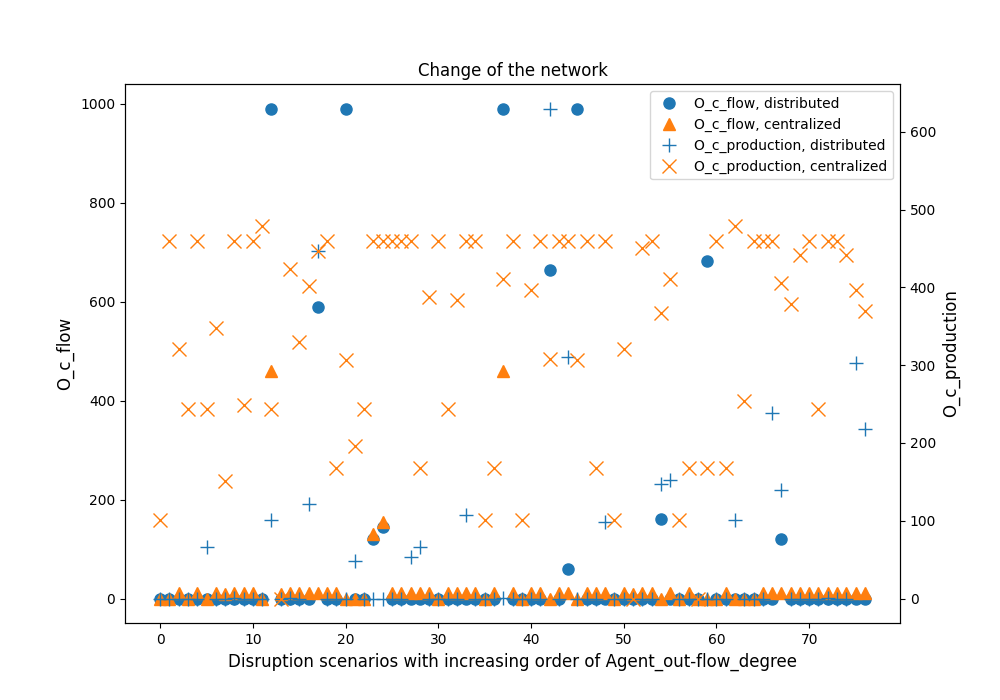 Change of the network
O_c_flow, distributed
O_c_flow, centralized
O_c_production, distributed
O_c_production, centralized
1000
800
600
400
200
0
O_c_flow
600
500
400
300
200
100
0
O_c_production
0 10 20 30 40 50 60 70
Disruption scenarios with increasing order of Agent_out-flow_degree